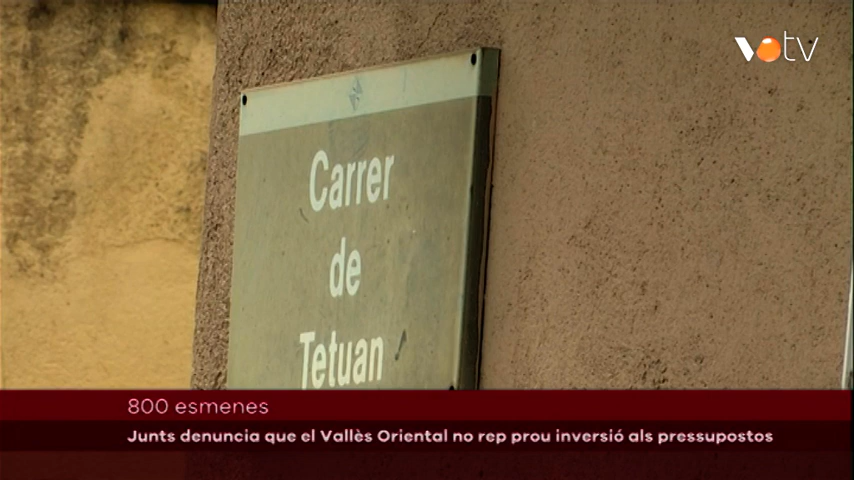 votv
Carrer
de
Tetuan
800 esmenes
Junts denuncia que el Vallès Oriental no rep prou inversió als pressupostos